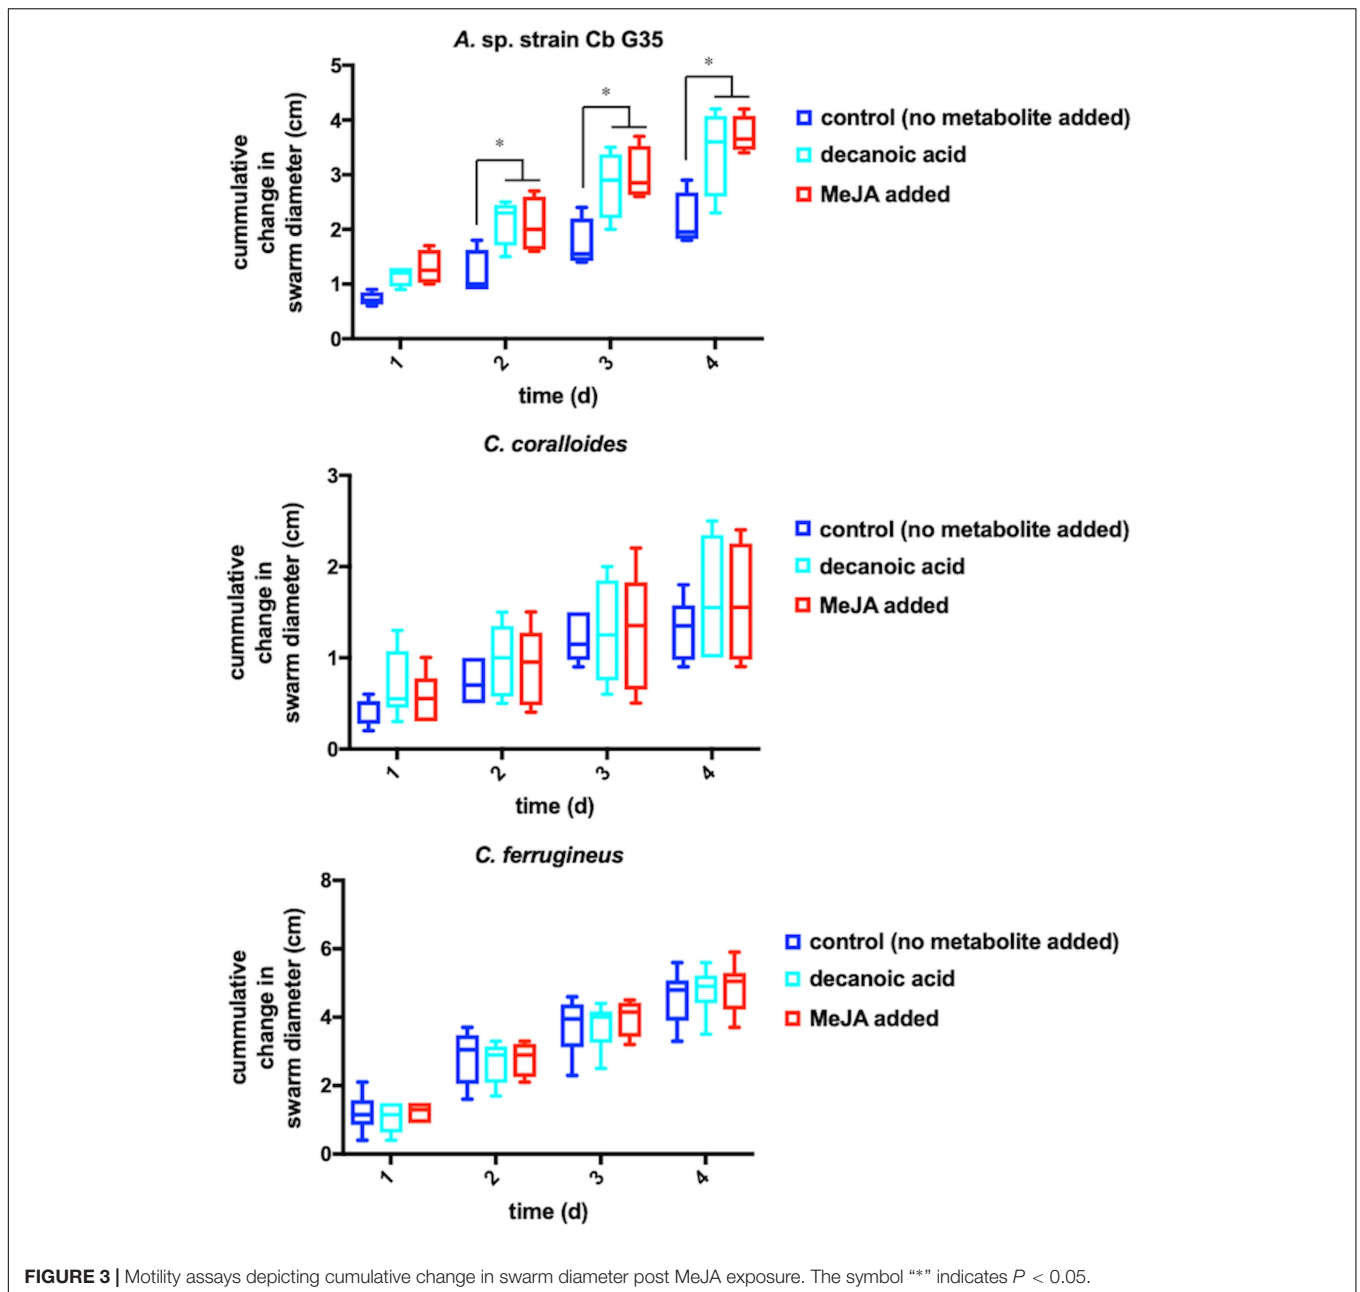 A. sp. strain Cb G35
cummulative
change in
swarm diameter (cm)
5
4
3
2
1
0
*
*
*
1
2
3
4
time (d)
control (no metabolite added)
decanoic acid
MeJA added
C. coralloides
cummulative
change in
swarm diameter (cm)
3
2
1
0
1
2
3
4
time (d)
control (no metabolite added)
decanoic acid
MeJA added
C. ferrugineus
cummulative
change in
swarm diameter (cm)
8
6
4
2
0
1
2
3
4
time (d)
control (no metabolite added)
decanoic acid
MeJA added
FIGURE 3 | Motility assays depicting cumulative change in swarm diameter post MeJA exposure. The symbol “*” indicates P < 0.05.